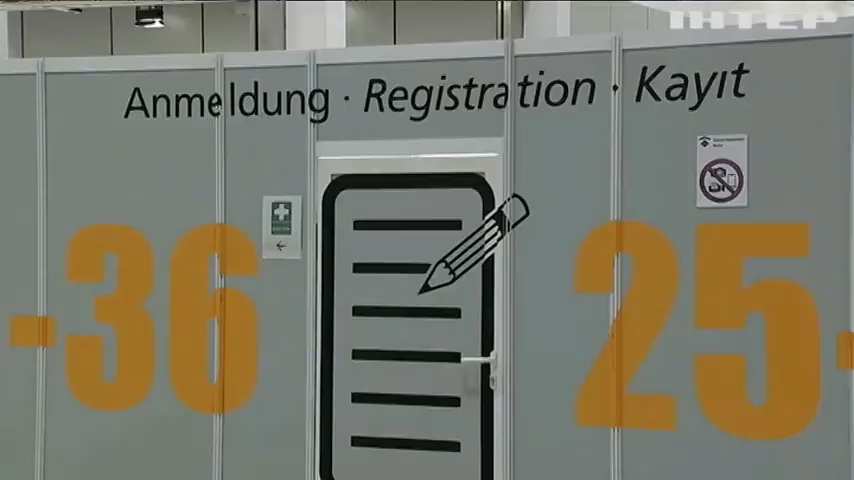 ІНТЕР
Anmeldung · Registration · Kayıt
-36
25-